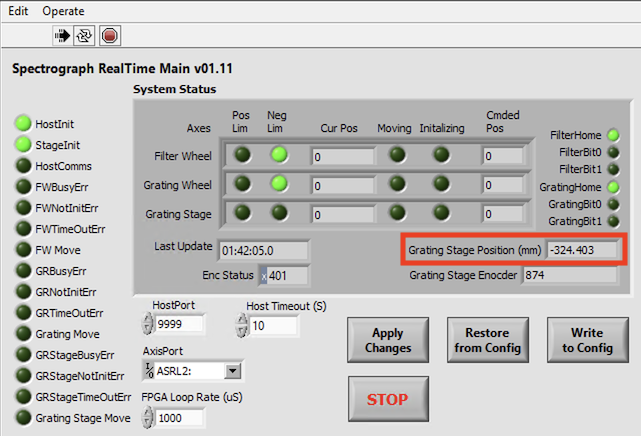 Edit Operate
Spectrograph RealTime Main v01.11
System Status
HostInit
StageInit
HostComms
FWBusyErr
FWNotInitErr
FWTimeOutErr
FW Move
GRBusyErr
GRNotInitErr
GRTimeOutErr
Grating Move
GRStageBusyErr
GRStageNotInitErr
GRStageTimeOutErr
Grating Stage Move
Axes Pos Lim Neg Lim Cur Pos Moving Initalizing Cmded Pos
Filter Wheel 0 0
Grating Wheel 0 0
Grating Stage
FilterHome
FilterBit0
FilterBit1
GratingHome
GratingBit0
GratingBit1
Last Update 01:42:05.0
Grating Stage Position (mm) -324.403
Enc Status x 401
Grating Stage Enocder 874
HostPort
9999
Host Timeout (S)
10
AxisPort
I/O ASRL2:
FPGA Loop Rate (uS)
1000
Apply
Changes
Restore
from Config
Write
to Config
STOP